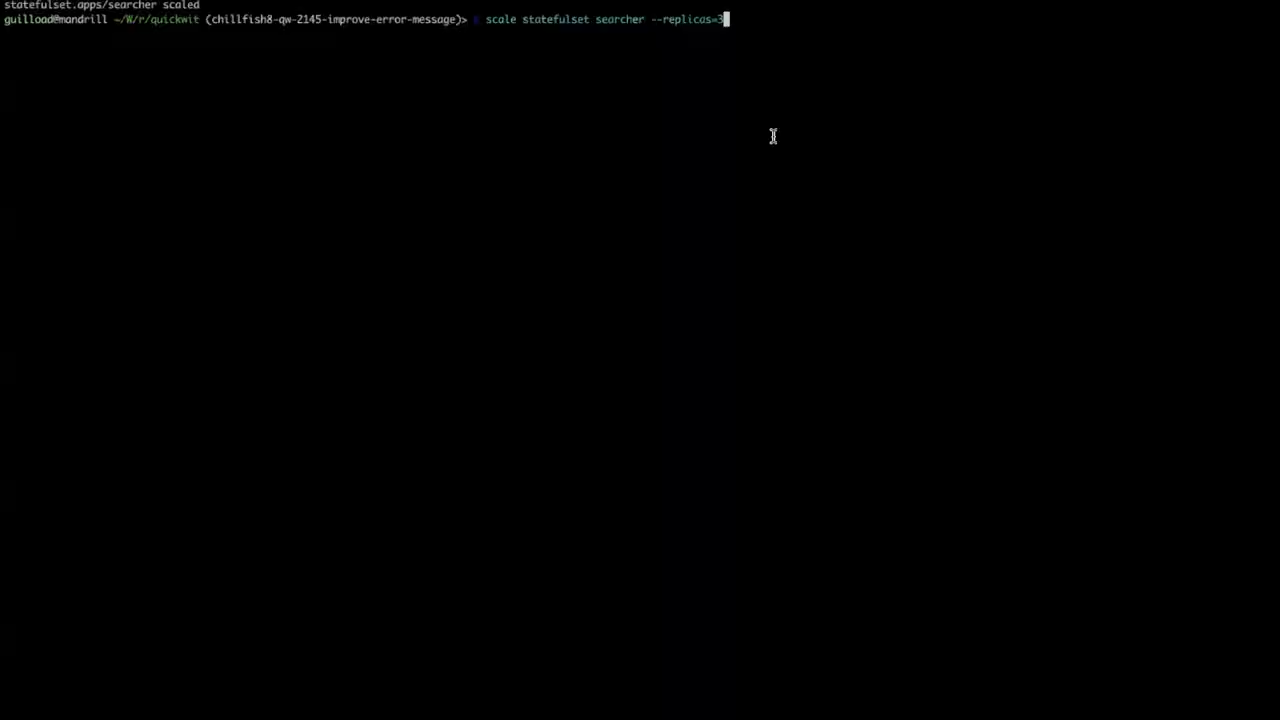 statefulset.apps/searcher scaled
guilload@mandrill ~/W/r/quickwit (chillfish8-qw-2145-improve-error-message)> scale statefulset searcher --replicas=3